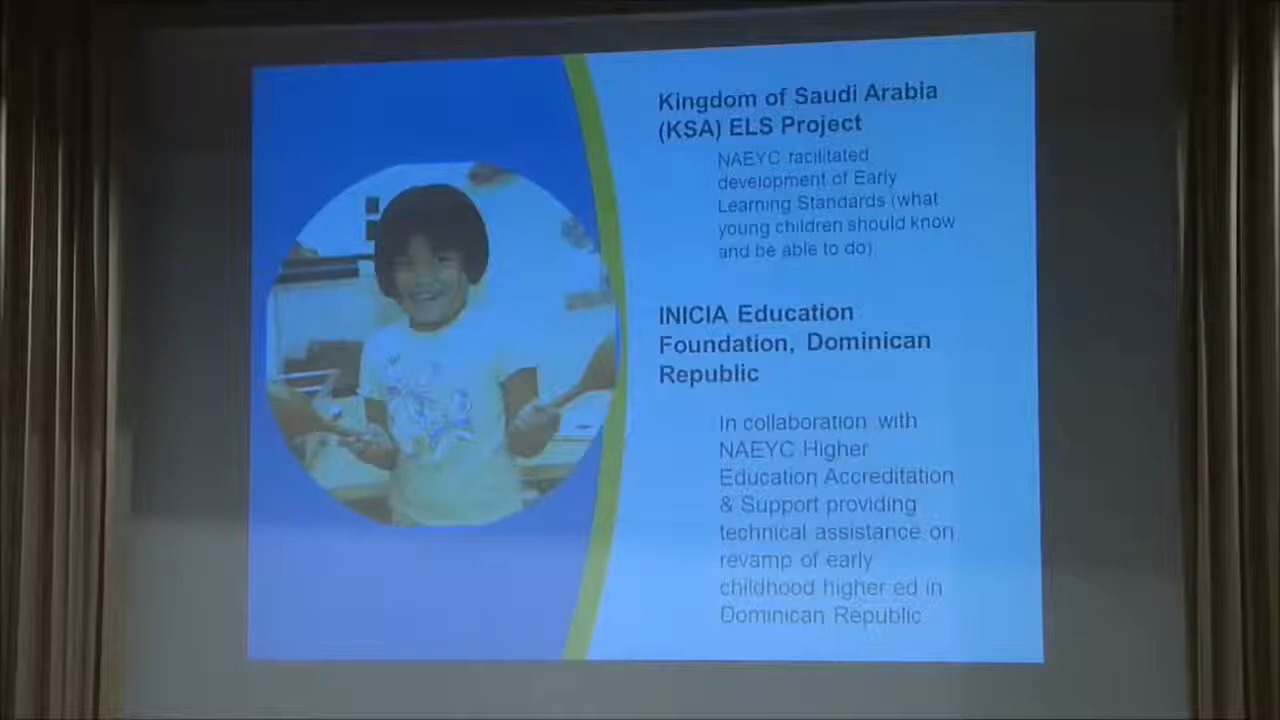 Kingdom of Saudi Arabia
(KSA) ELS Project
NAEYC facilitated
development of Early
Learning Standards (what
young children should know
and be able to do)
INICIA Education
Foundation, Dominican
Republic
In collaboration with
NAEYC Higher
Education Accreditation
& Support providing
technical assistance on
revamp of early
childhood higher ed in
Dominican Republic